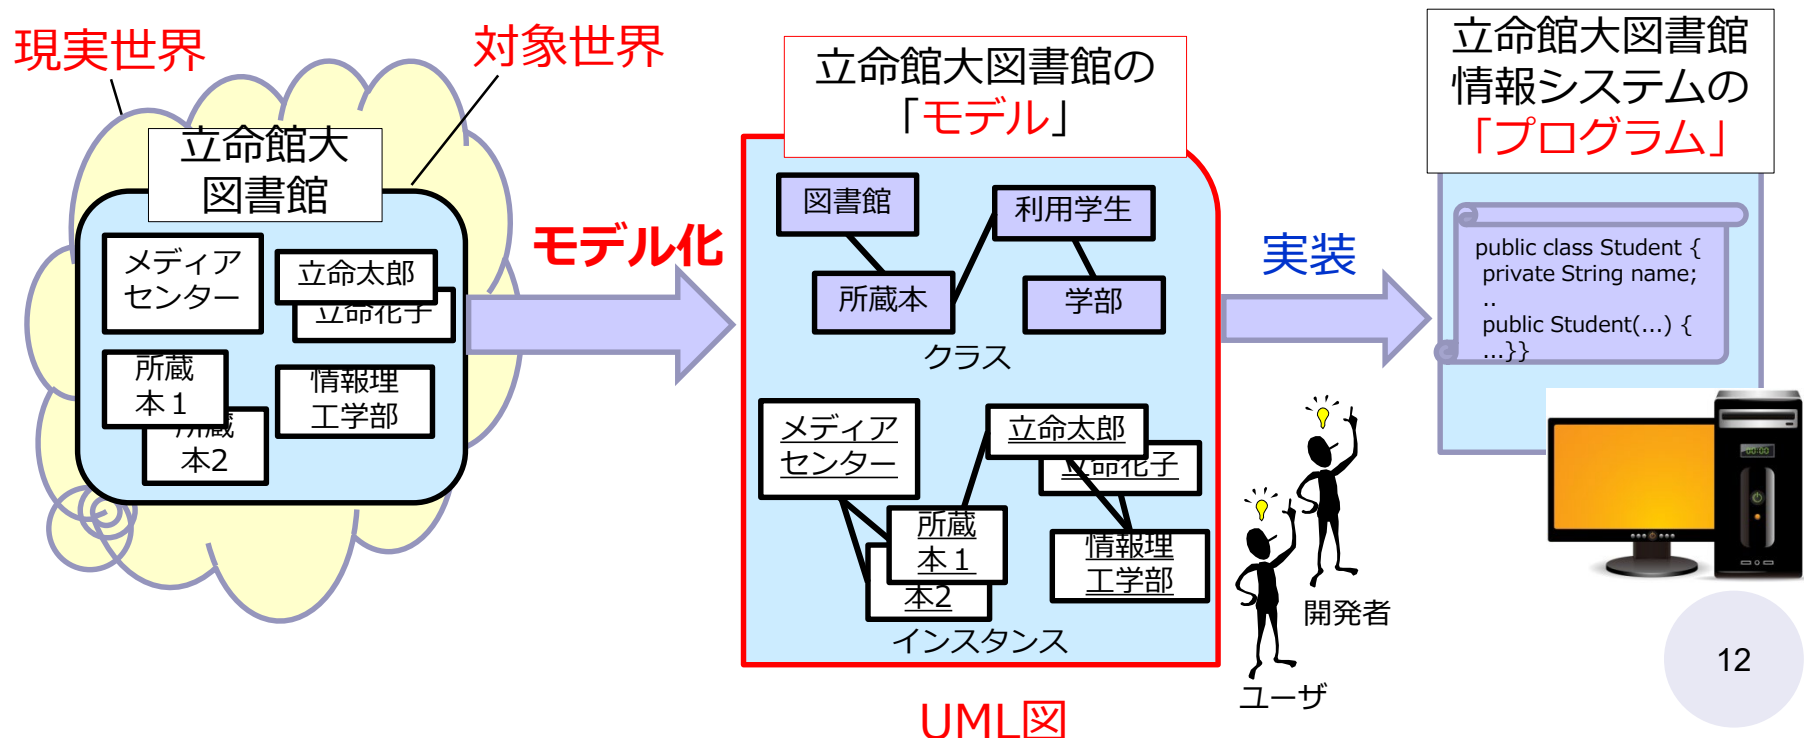 現実世界
対象世界
立命館大
図書館
メディア
センター
立命太郎
立命花子
所蔵
本１
所蔵
本2
情報理
工学部
モデル化
立命館大図書館の
「モデル」
図書館
利用学生
所蔵本
学部
クラス
メディア
センター
立命太郎
立命花子
所蔵
本１
本2
情報理
工学部
インスタンス
UML図
実装
開発者
ユーザ
立命館大図書館
情報システムの
「プログラム」
public class Student {
private String name;
..
public Student(...) {
...}}
00:00
12